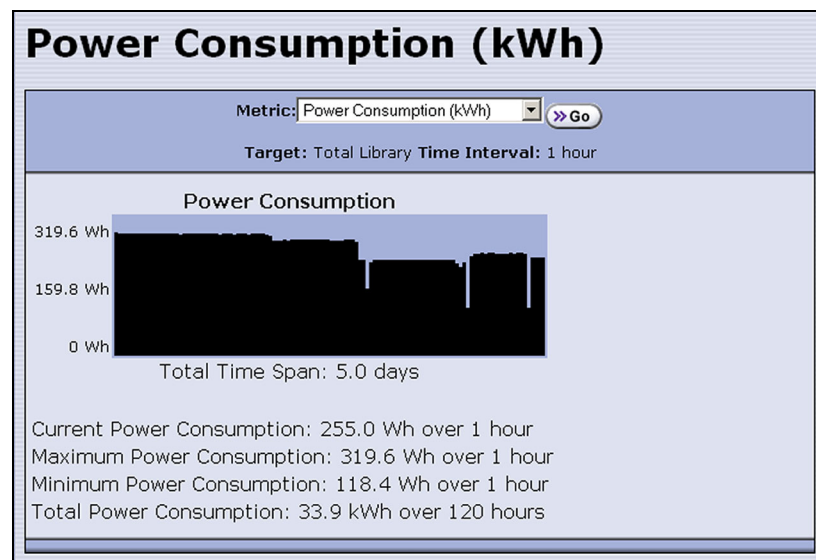 Power Consumption (kWh)
Metric: Power Consumption (kWh) >> Go
Target: Total Library Time Interval: 1 hour
Power Consumption
319.6 Wh
159.8 Wh
0 Wh
Total Time Span: 5.0 days
Current Power Consumption: 255.0 Wh over 1 hour
Maximum Power Consumption: 319.6 Wh over 1 hour
Minimum Power Consumption: 118.4 Wh over 1 hour
Total Power Consumption: 33.9 kWh over 120 hours